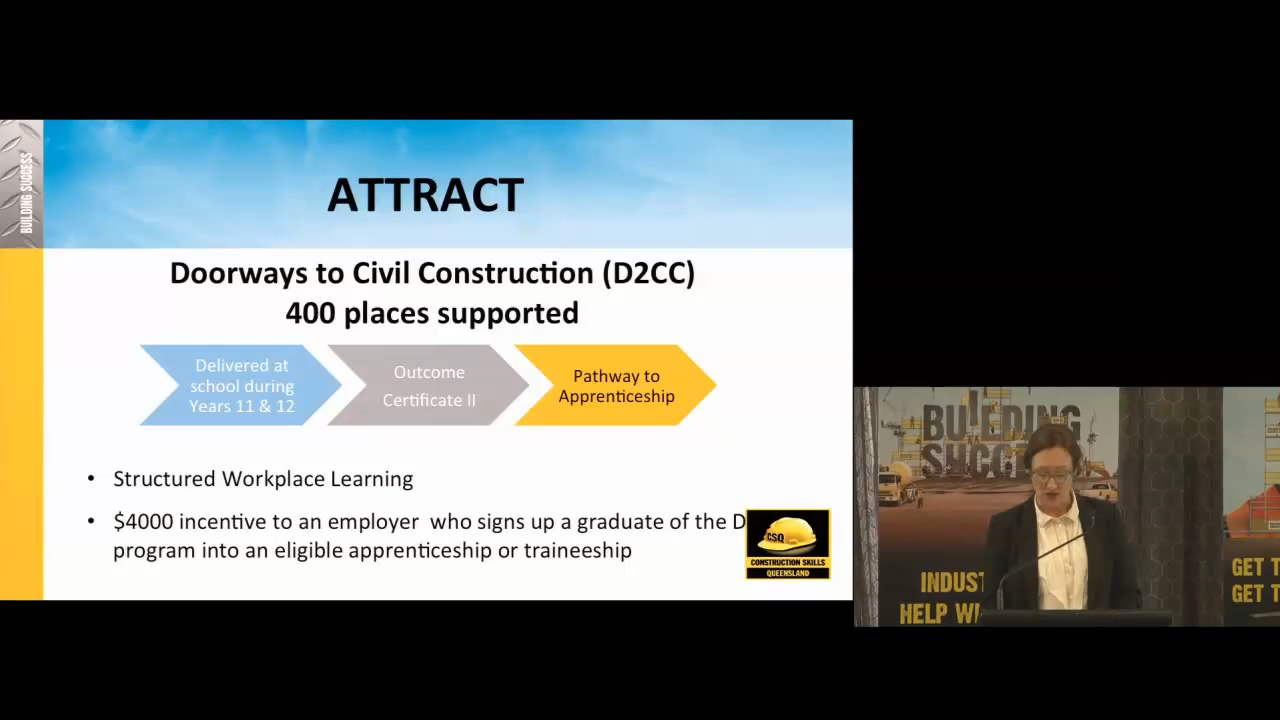 BUILDING SUCCESS
ATTRACT
Doorways to Civil Construction (D2CC)
400 places supported
Delivered at
school during
Years 11 & 12
Outcome
Certificate II
Pathway to
Apprenticeship
• Structured Workplace Learning
• $4000 incentive to an employer who signs up a graduate of the D
program into an eligible apprenticeship or traineeship
CSQ
CONSTRUCTION SKILLS
QUEENSLAND
BUILDING
SUCC
INDUST
HELP WI
GET T
GET T